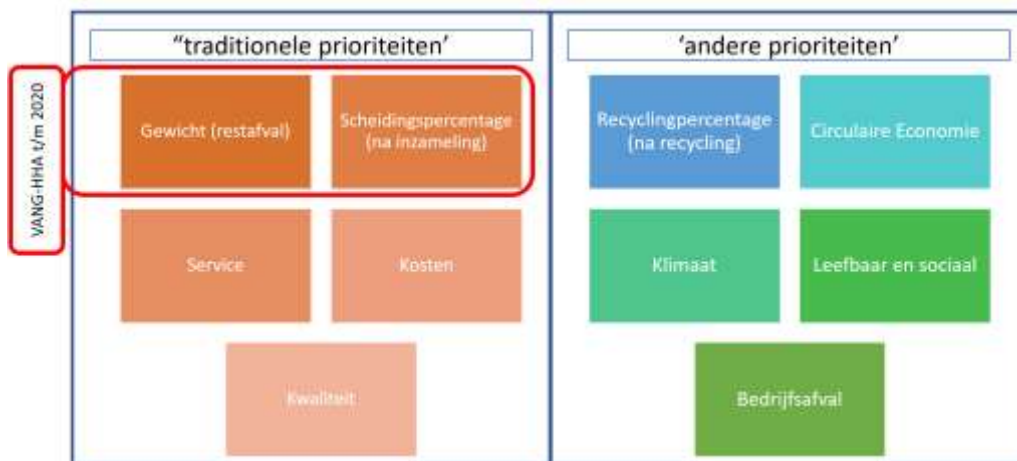 "traditionele prioriteiten'
'andere prioriteiten'
VANG-HHA t/m 2020
Gewicht (restafval)
Scheidingspercentage
(na inzameling)
Recyclingpercentage
(na recycling)
Circulaire Economie
Service
Kosten
Klimaat
Leefbaar en sociaal
Kwaliteit
Bedrijfsafval